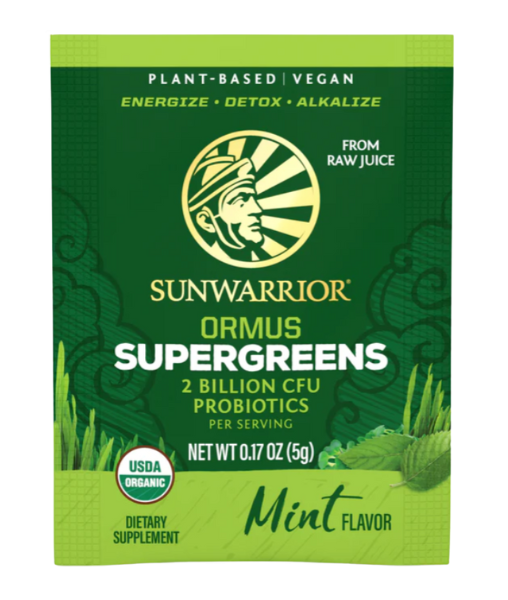 PLANT-BASED | VEGAN
ENERGIZE • DETOX • ALKALIZE
FROM
RAW JUICE
SUNWARRIOR®
ORMUS
SUPERGREENS
2 BILLION CFU
PROBIOTICS
PER SERVING
NET WT 0.17 OZ (5g)
USDA
ORGANIC
DIETARY
SUPPLEMENT
Mint FLAVOR